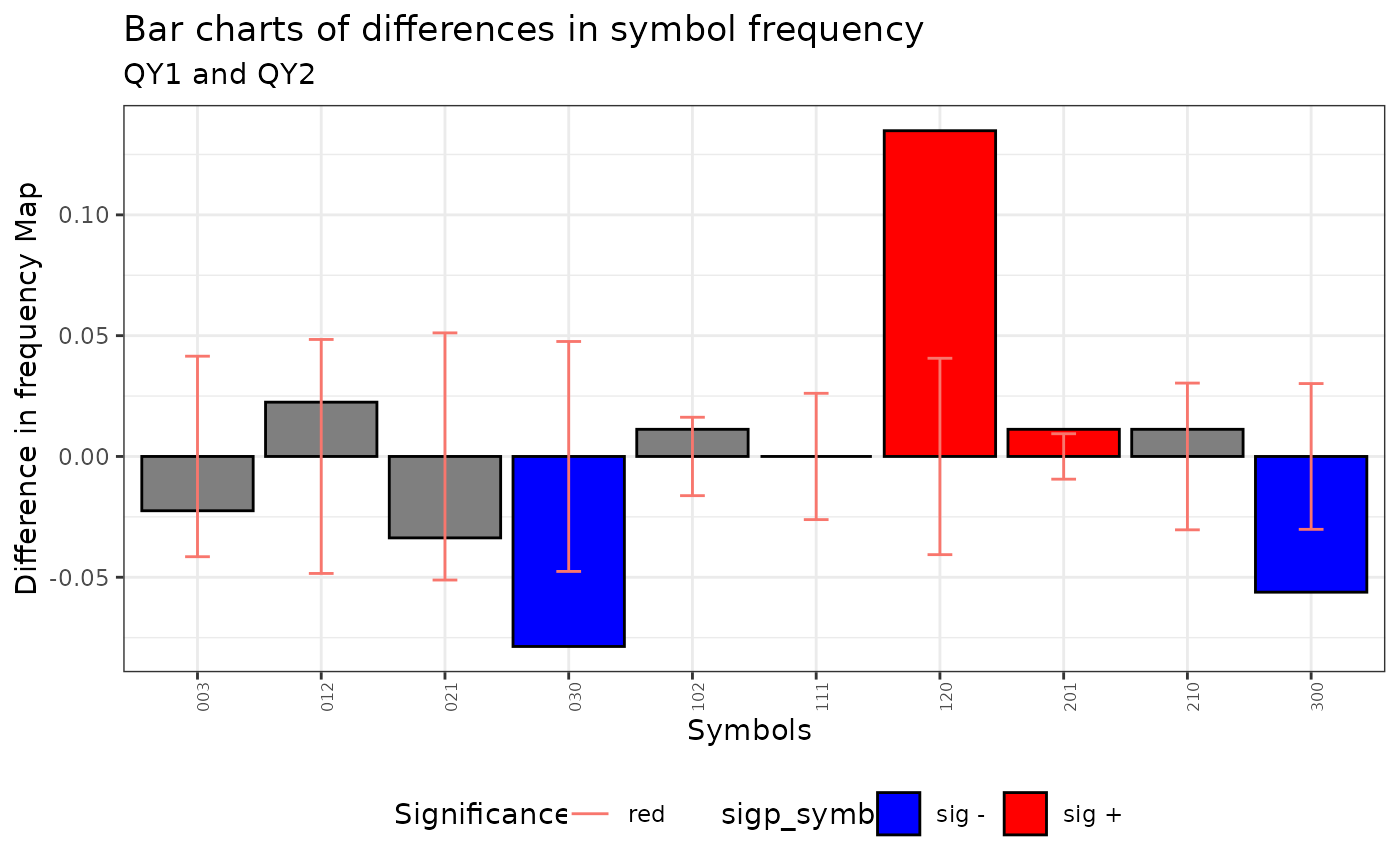 Bar charts of differences in symbol frequency
QY1 and QY2
Difference in frequency Map
0.10
0.05
0.00
-0.05
003 012 021 030 102 111 120 201 210 300
Symbols
Significance red sigp_symb sig - sig +